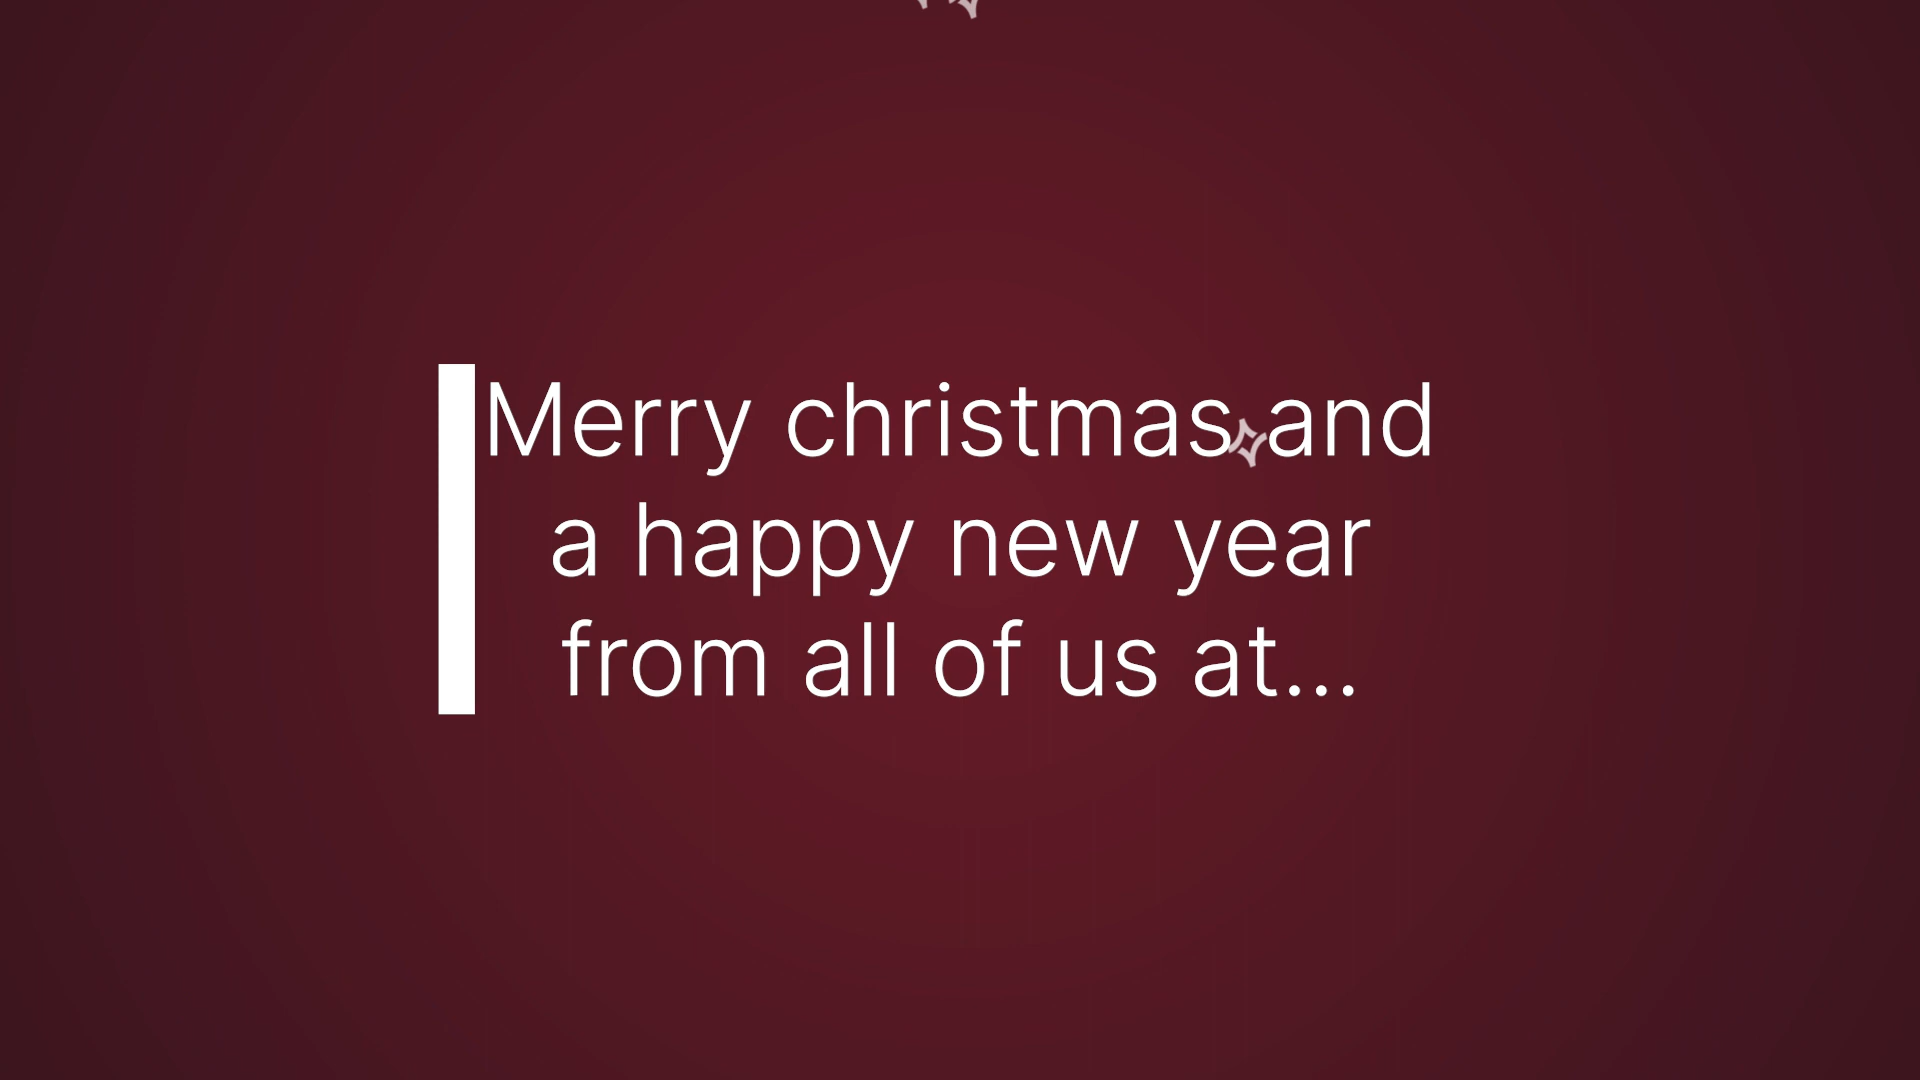 Merry christmas and
a happy new year
from all of us at...